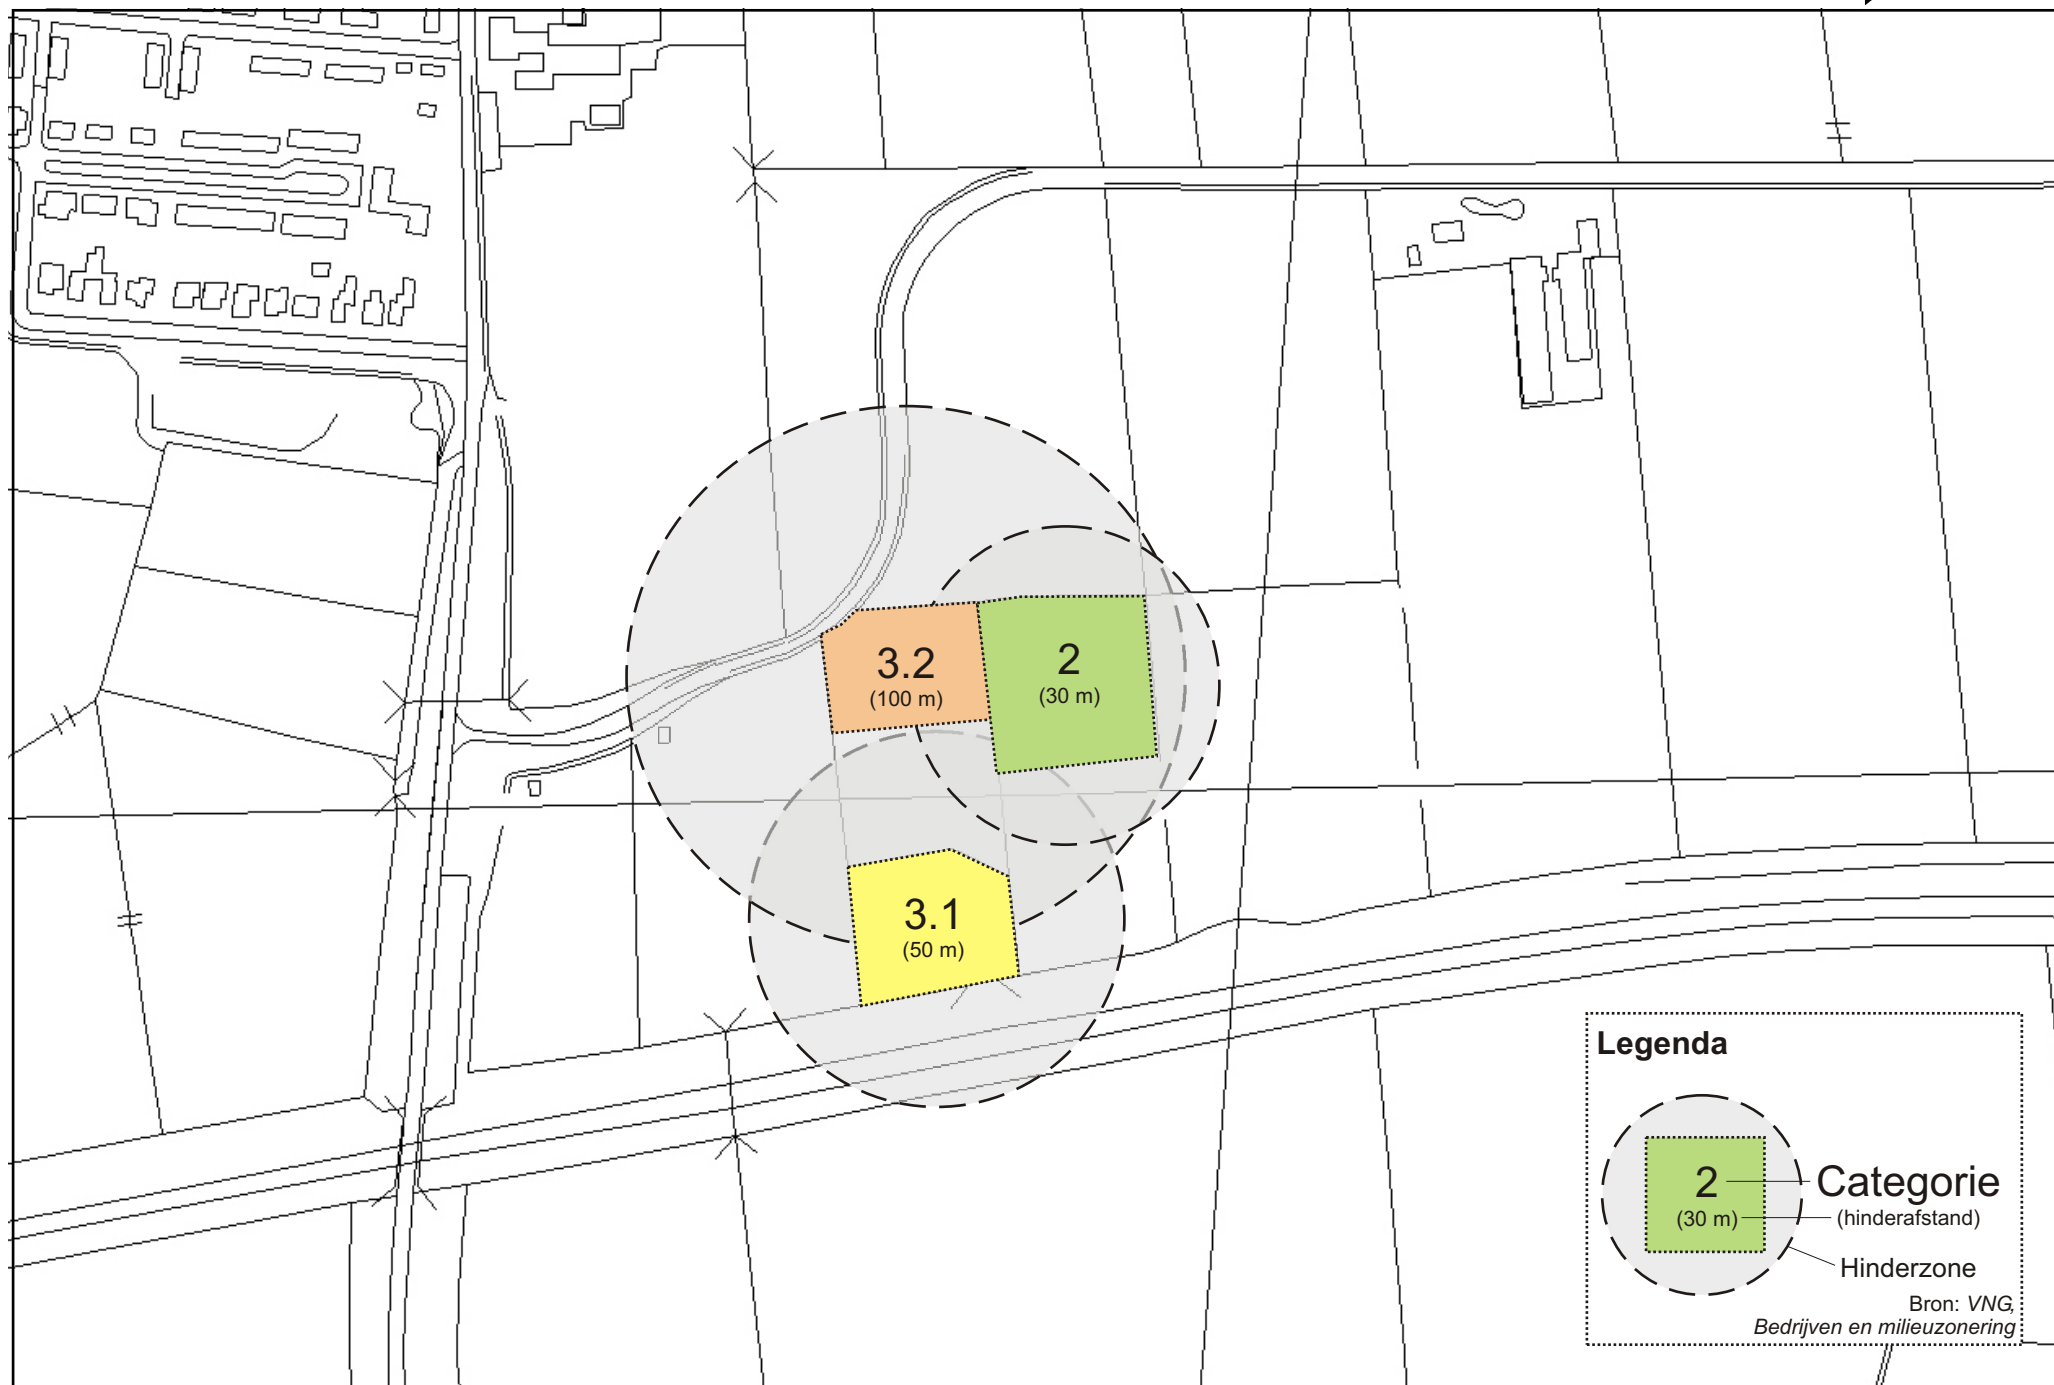 3.2
(100 m)
2
(30 m)
3.1
(50 m)
Legenda
2
Categorie
(30 m)
(hinderafstand)
Hinderzone
Bron: VNG,
Bedrijven en milieuzonering